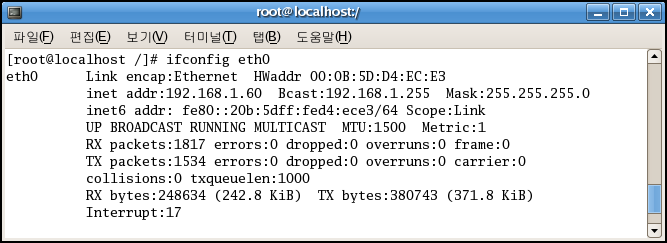 root@localhost:/
파일(F) 편집(E) 보기(V) 터미널(T) 탭(B) 도움말(H)
[root@localhost /]# ifconfig eth0
eth0 Link encap:Ethernet HWaddr 00:0B:5D:D4:EC:E3
inet addr:192.168.1.60 Bcast:192.168.1.255 Mask:255.255.255.0
inet6 addr: fe80::20b:5dff:fed4:ece3/64 Scope:Link
UP BROADCAST RUNNING MULTICAST MTU:1500 Metric:1
RX packets:1817 errors:0 dropped:0 overruns:0 frame:0
TX packets:1534 errors:0 dropped:0 overruns:0 carrier:0
collisions:0 txqueuelen:1000
RX bytes:248634 (242.8 KiB) TX bytes:380743 (371.8 KiB)
Interrupt:17